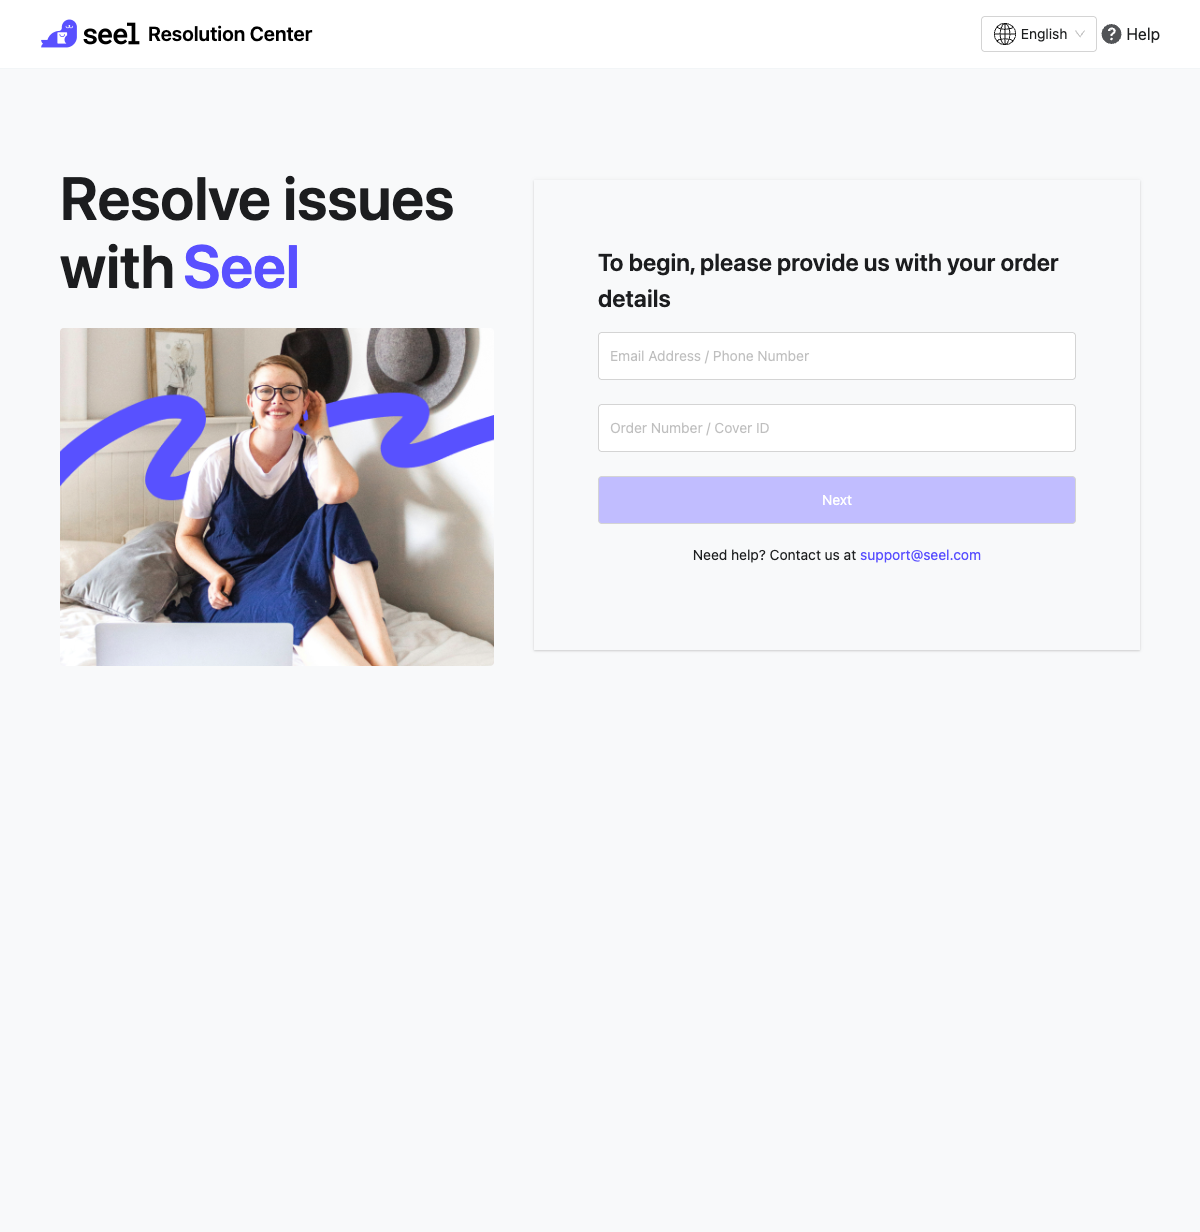 seel Resolution Center
English
Help
Resolve issues
with Seel
To begin, please provide us with your order
details
Email Address / Phone Number
Order Number / Cover ID
Next
Need help? Contact us at support@seel.com